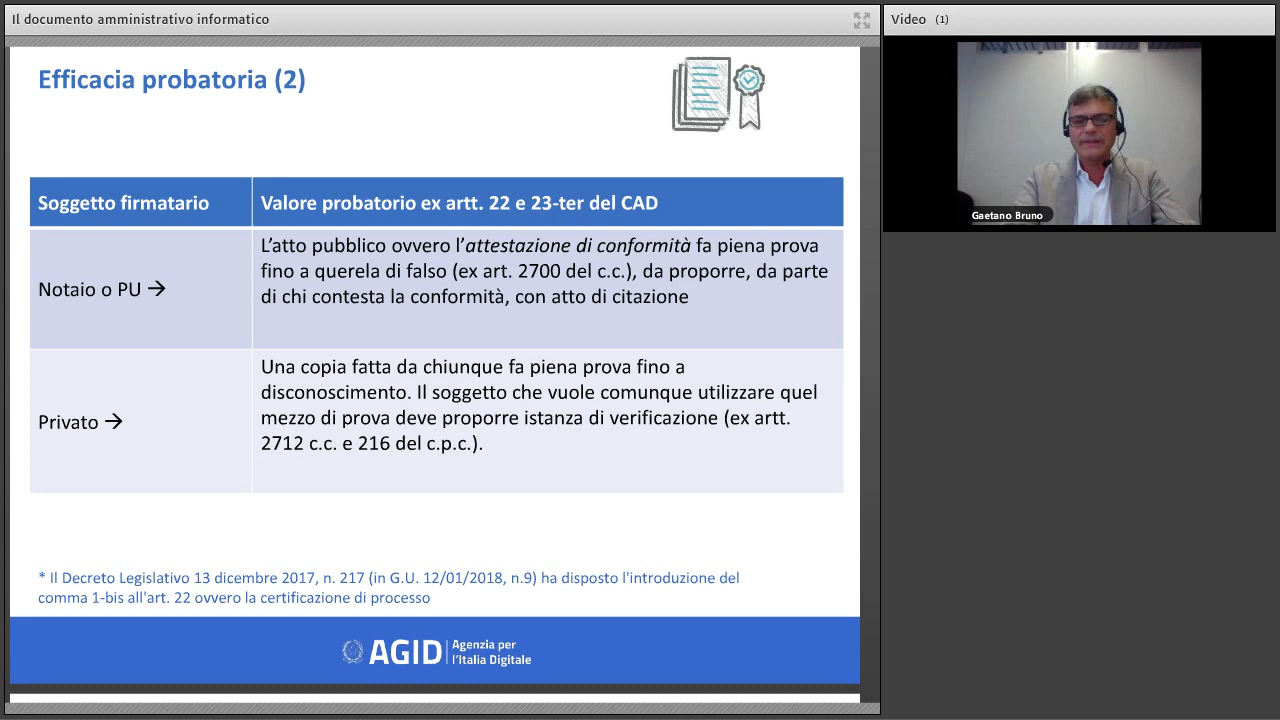 Il documento amministrativo informatico
Video (1)
Efficacia probatoria (2)
Gaetano Bruno
Soggetto firmatario
Valore probatorio ex artt. 22 e 23-ter del CAD
Notaio o PU →
L’atto pubblico ovvero l’attestazione di conformità fa piena prova
fino a querela di falso (ex art. 2700 del c.c.), da proporre, da parte
di chi contesta la conformità, con atto di citazione
Privato →
Una copia fatta da chiunque fa piena prova fino a
disconoscimento. Il soggetto che vuole comunque utilizzare quel
mezzo di prova deve proporre istanza di verificazione (ex artt.
2712 c.c. e 216 del c.p.c.).
* Il Decreto Legislativo 13 dicembre 2017, n. 217 (in G.U. 12/01/2018, n.9) ha disposto l'introduzione del
comma 1-bis all'art. 22 ovvero la certificazione di processo
AGID
Agenzia per
l’Italia Digitale